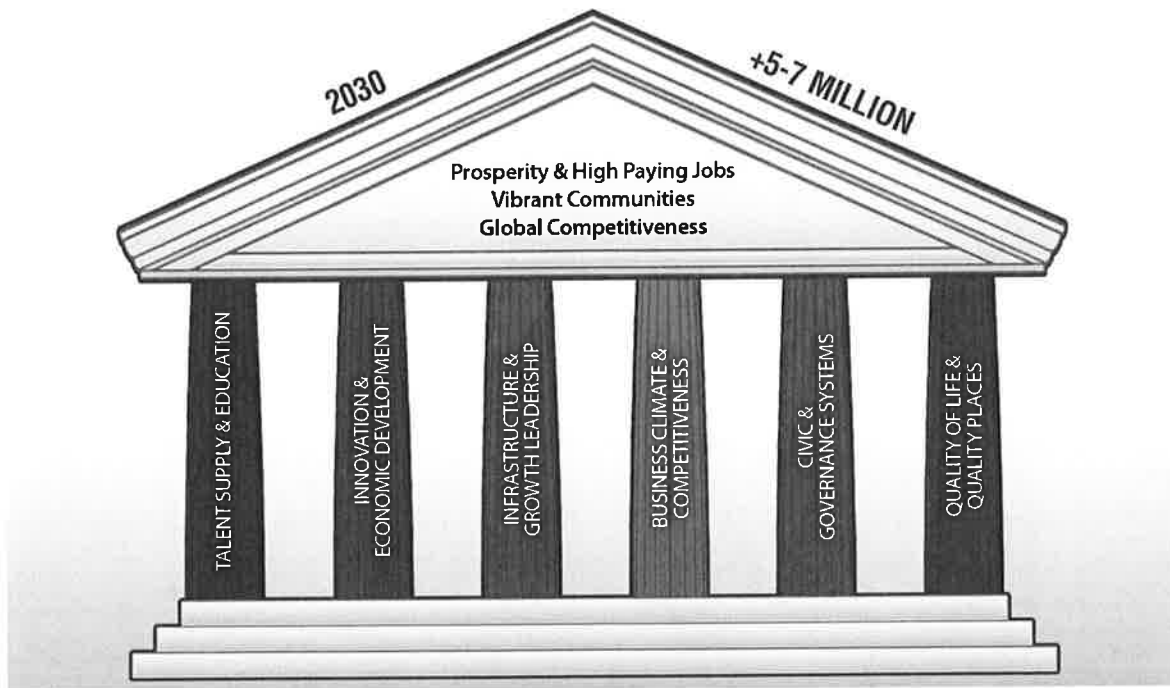 2030
+5-7 MILLION
Prosperity & High Paying Jobs
Vibrant Communities
Global Competitiveness
TALENT SUPPLY & EDUCATION
INNOVATION &
ECONOMIC DEVELOPMENT
INFRASTRUCTURE &
GROWTH LEADERSHIP
BUSINESS CLIMATE &
COMPETITIVENESS
CIVIC &
GOVERNANCE SYSTEMS
QUALITY OF LIFE &
QUALITY PLACES